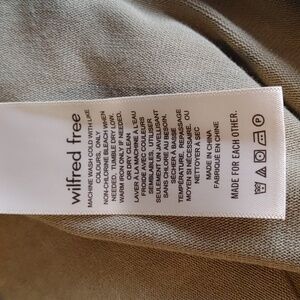 wilfred free
MACHINE WASH COLD WITH LIKE
COLOURS, ONLY
NON-CHLORINE BLEACH WHEN
NEEDED, TUMBLE DRY LOW,
WARM IRON ONLY IF NEEDED,
OR DRY CLEAN
LAVER À LA MACHINE À L'EAU
FROIDE AVEC COULEURS
SEMBLABLES, UTILISER
SEULEMENT UN JAVELLISANT
SANS CHLORE AU BESOIN,
SÉCHER À BASSE
TEMPÉRATURE, REPASSAGE
MOYEN SI NÉCESSAIRE, OU
NETTOYER À SEC
MADE IN CHINA
FABRIQUÉ EN CHINE
MADE FOR EACH OTHER.